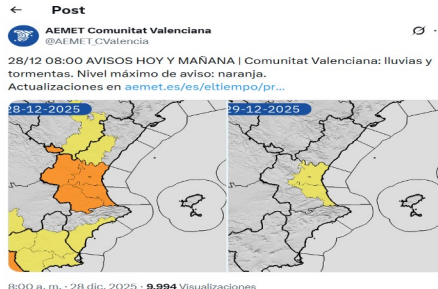 Post
AEMET Comunitat Valenciana
@AEMET_CValencia
28/12 08:00 AVISOS HOY Y MAÑANA | Comunitat Valenciana: lluvias y
tormentas. Nivel máximo de aviso: naranja.
Actualizaciones en aemet.es/es/eltiempo/pr...
28-12-2025
29-12-2025
8:00 a. m. · 28 dic. 2025 · 9.994 Visualizaciones